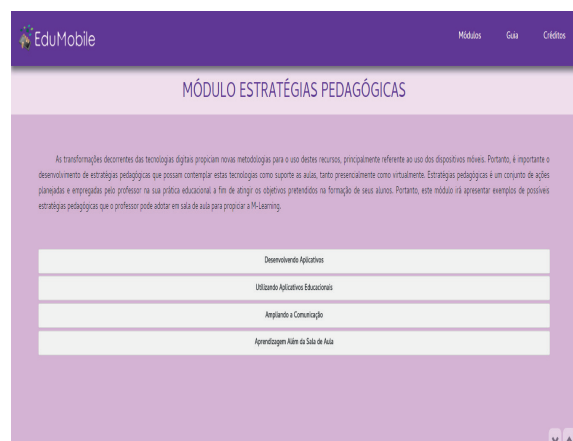 EduMobile
Módulos Guia Créditos
MÓDULO ESTRATÉGIAS PEDAGÓGICAS
As transformações decorrentes das tecnologias digitais propiciam novas metodologias para o uso destes recursos, principalmente referente ao uso dos dispositivos móveis. Portanto, é importante o
desenvolvimento de estratégias pedagógicas que possam contemplar estas tecnologias como suporte as aulas, tanto presencialmente como virtualmente. Estratégias pedagógicas é um conjunto de ações
planejadas e empregadas pelo professor na sua prática educacional a fim de atingir os objetivos pretendidos na formação de seus alunos. Portanto, este módulo irá apresentar exemplos de possíveis
estratégias pedagógicas que o professor pode adotar em sala de aula para propiciar a M-Learning.
Desenvolvendo Aplicativos
Utilizando Aplicativos Educacionais
Ampliando a Comunicação
Aprendizagem Além da Sala de Aula